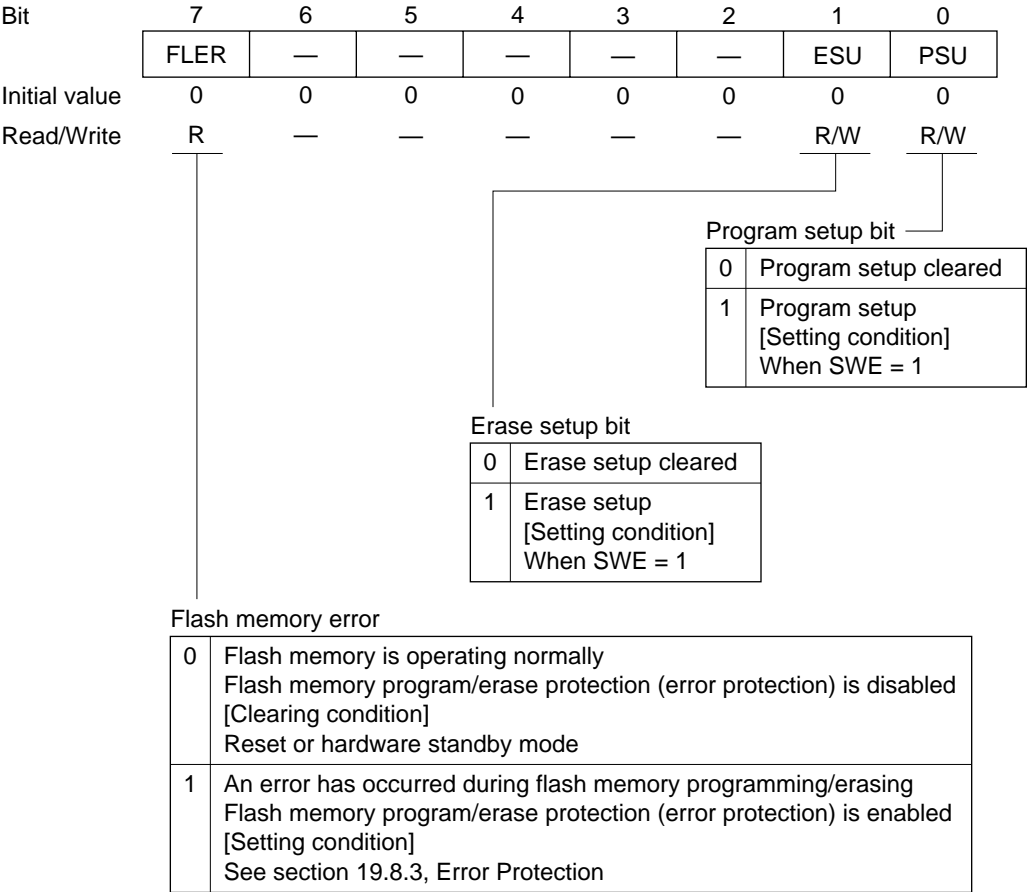 Bit 7 6 5 4 3 2 1 0
FLER — — — — — ESU PSU
Initial value 0 0 0 0 0 0 0 0
Read/Write R — — — — — R/W R/W
Program setup bit
0 Program setup cleared
1 Program setup
[Setting condition]
When SWE = 1
Erase setup bit
0 Erase setup cleared
1 Erase setup
[Setting condition]
When SWE = 1
Flash memory error
0 Flash memory is operating normally
Flash memory program/erase protection (error protection) is disabled
[Clearing condition]
Reset or hardware standby mode
1 An error has occurred during flash memory programming/erasing
Flash memory program/erase protection (error protection) is enabled
[Setting condition]
See section 19.8.3, Error Protection